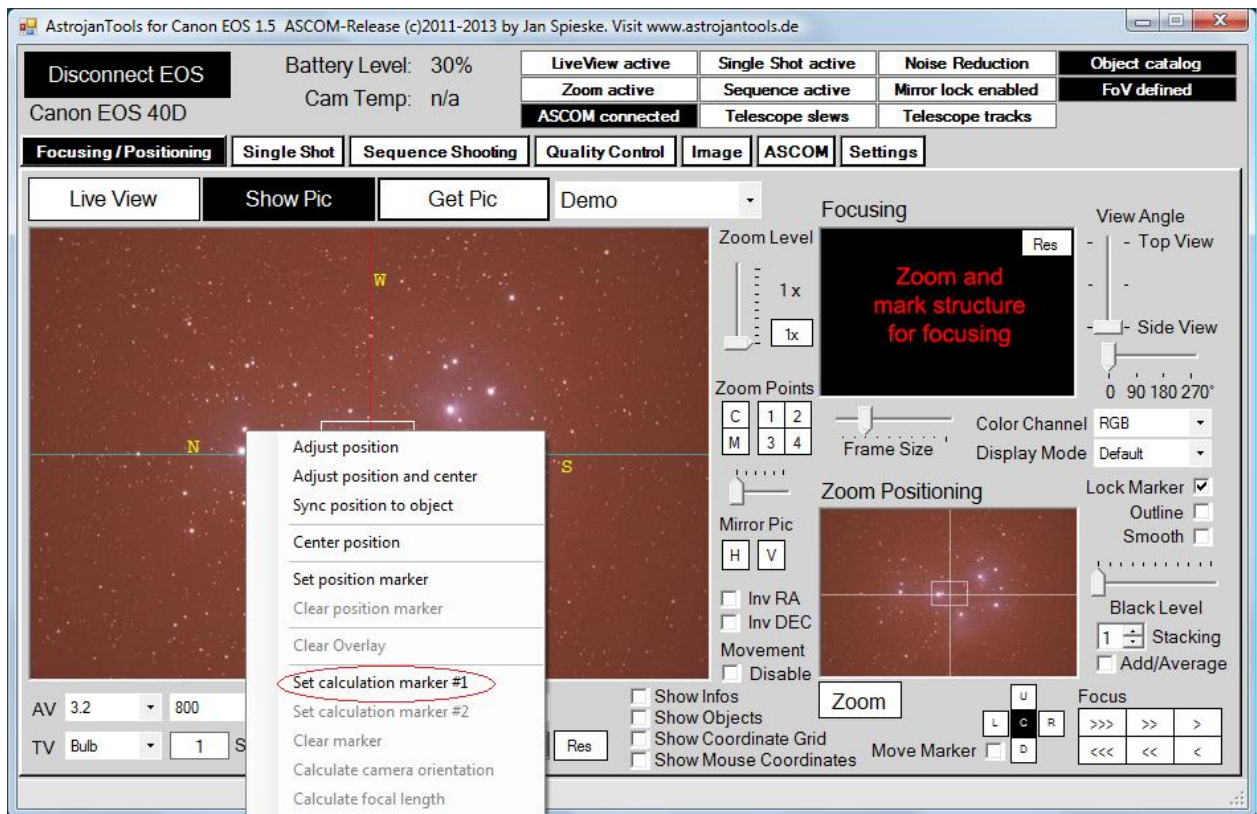 AstrojanTools for Canon EOS 1.5 ASCOM-Release (c)2011-2013 by Jan Spieske. Visit www.astrojantools.de
Disconnect EOS
Battery Level: 30%
LiveView active
Single Shot active
Noise Reduction
Object catalog
Cam Temp: n/a
Zoom active
Sequence active
Mirror lock enabled
FoV defined
Canon EOS 40D
ASCOM connected
Telescope slews
Telescope tracks
Focusing / Positioning
Single Shot
Sequence Shooting
Quality Control
Image
ASCOM
Settings
Live View
Show Pic
Get Pic
Demo
W
N
S
Adjust position
Adjust position and center
Sync position to object
Center position
Set position marker
Clear position marker
Clear Overlay
Set calculation marker #1
Set calculation marker #2
Clear marker
Calculate camera orientation
Calculate focal length
AV 3.2 800
TV Bulb 1 S
Res
Zoom Level
1 x
1x
Zoom Points
C 1 2
M 3 4
Mirror Pic
H V
Inv RA
Inv DEC
Movement
Disable
Show Infos
Show Objects
Show Coordinate Grid
Show Mouse Coordinates
Focusing
Res
Zoom and
mark structure
for focusing
View Angle
- - Top View
- -
- - Side View
0 90 180 270°
Frame Size
Color Channel RGB
Display Mode Default
Zoom Positioning
Lock Marker
Outline
Smooth
Black Level
1 Stacking
Add/Average
Zoom
U
L C R
D
Move Marker
Focus
>>> >> >
<<< << <